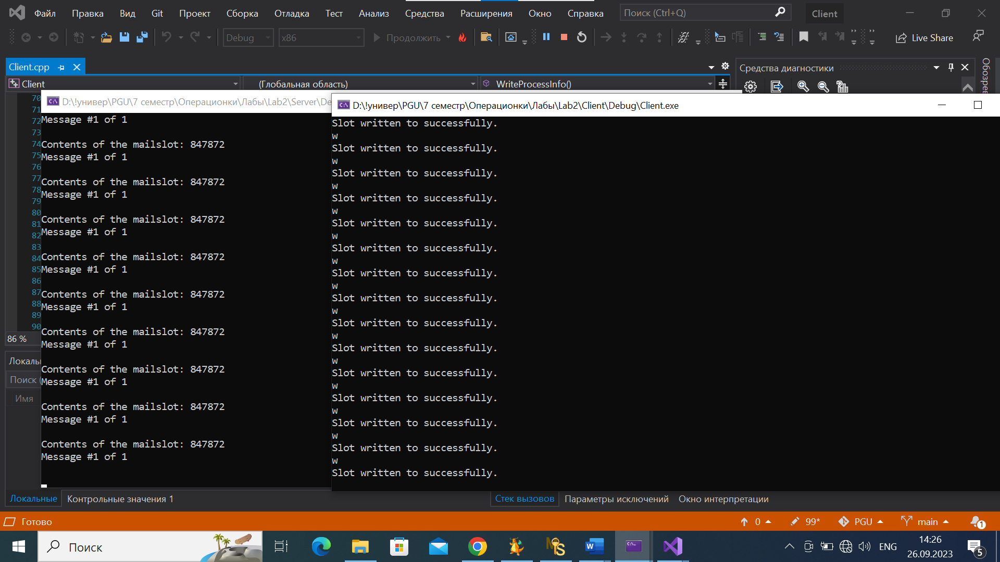 Файл Правка Вид Git Проект Сборка Отладка Тест Анализ Средства Расширения Окно Справка Поиск (Ctrl+Q) Client
Debug x86 Продолжить Live Share
Client.cpp
Средства диагностики
Обозрев
Client (Глобальная область) WriteProcessInfo()
D:\!универ\PGU\7 семестр\Операционки\Лабы\Lab2\Server\De
D:\!универ\PGU\7 семестр\Операционки\Лабы\Lab2\Client\Debug\Client.exe
70
71
72
73
74
75
76
77
78
79
80
81
82
83
84
85
86
87
88
89
90
86 %
Локаль
Поиск (
Имя
Message #1 of 1
Contents of the mailslot: 847872
Message #1 of 1
Contents of the mailslot: 847872
Message #1 of 1
Contents of the mailslot: 847872
Message #1 of 1
Contents of the mailslot: 847872
Message #1 of 1
Contents of the mailslot: 847872
Message #1 of 1
Contents of the mailslot: 847872
Message #1 of 1
Contents of the mailslot: 847872
Message #1 of 1
Contents of the mailslot: 847872
Message #1 of 1
Contents of the mailslot: 847872
Message #1 of 1
Slot written to successfully.
w
Slot written to successfully.
w
Slot written to successfully.
w
Slot written to successfully.
w
Slot written to successfully.
w
Slot written to successfully.
w
Slot written to successfully.
w
Slot written to successfully.
w
Slot written to successfully.
w
Slot written to successfully.
w
Slot written to successfully.
w
Slot written to successfully.
w
Slot written to successfully.
w
Slot written to successfully.
w
Slot written to successfully.
Локальные Контрольные значения 1
Стек вызовов Параметры исключений Окно интерпретации
Готово
0 99* PGU main 1
Поиск
ENG
14:26
26.09.2023
5